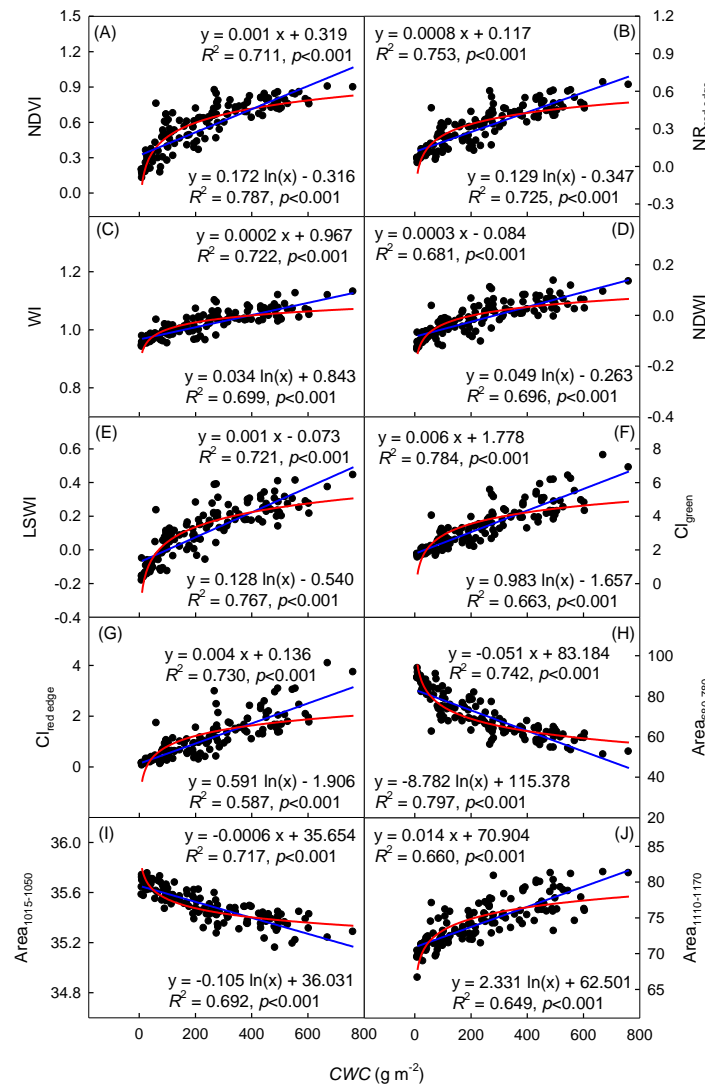 (A)
y = 0.001 x + 0.319
R² = 0.711, p<0.001
y = 0.172 ln(x) - 0.316
R² = 0.787, p<0.001
NDVI
1.5
1.2
0.9
0.6
0.3
0.0
(B)
y = 0.0008 x + 0.117
R² = 0.753, p<0.001
y = 0.129 ln(x) - 0.347
R² = 0.725, p<0.001
NR
1.2
0.9
0.6
0.3
0.0
-0.3
(C)
y = 0.0002 x + 0.967
R² = 0.722, p<0.001
y = 0.034 ln(x) + 0.843
R² = 0.699, p<0.001
WI
1.2
1.0
0.8
(D)
y = 0.0003 x - 0.084
R² = 0.681, p<0.001
y = 0.049 ln(x) - 0.263
R² = 0.696, p<0.001
NDWI
0.2
0.0
-0.2
-0.4
(E)
y = 0.001 x - 0.073
R² = 0.721, p<0.001
y = 0.128 ln(x) - 0.540
R² = 0.767, p<0.001
LSWI
0.6
0.4
0.2
0.0
-0.2
-0.4
(F)
y = 0.006 x + 1.778
R² = 0.784, p<0.001
y = 0.983 ln(x) - 1.657
R² = 0.663, p<0.001
CI green
8
6
4
2
0
(G)
y = 0.004 x + 0.136
R² = 0.730, p<0.001
y = 0.591 ln(x) - 1.906
R² = 0.587, p<0.001
CI red edge
4
2
0
(H)
y = -0.051 x + 83.184
R² = 0.742, p<0.001
y = -8.782 ln(x) + 115.378
R² = 0.797, p<0.001
Area
100
80
60
40
20
(I)
y = -0.0006 x + 35.654
R² = 0.717, p<0.001
y = -0.105 ln(x) + 36.031
R² = 0.692, p<0.001
Area 1015-1050
36.0
35.6
35.2
34.8
(J)
y = 0.014 x + 70.904
R² = 0.660, p<0.001
y = 2.331 ln(x) + 62.501
R² = 0.649, p<0.001
Area 1110-1170
85
80
75
70
65
0 200 400 600 800 0 200 400 600 800
CWC (g m⁻²)